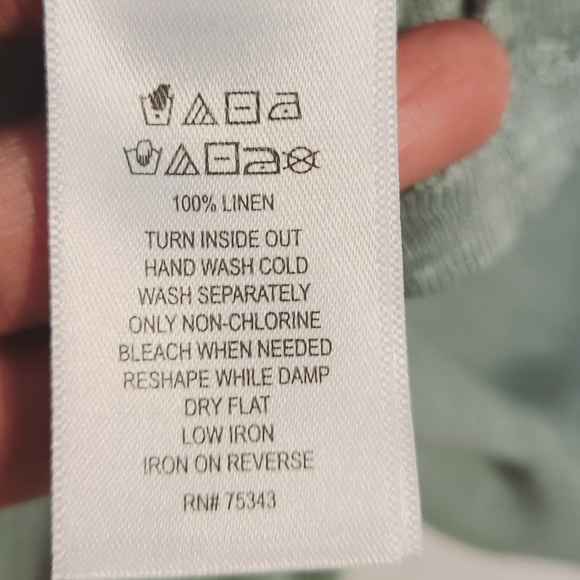 100% LINEN
TURN INSIDE OUT
HAND WASH COLD
WASH SEPARATELY
ONLY NON-CHLORINE
BLEACH WHEN NEEDED
RESHAPE WHILE DAMP
DRY FLAT
LOW IRON
IRON ON REVERSE
RN# 75343